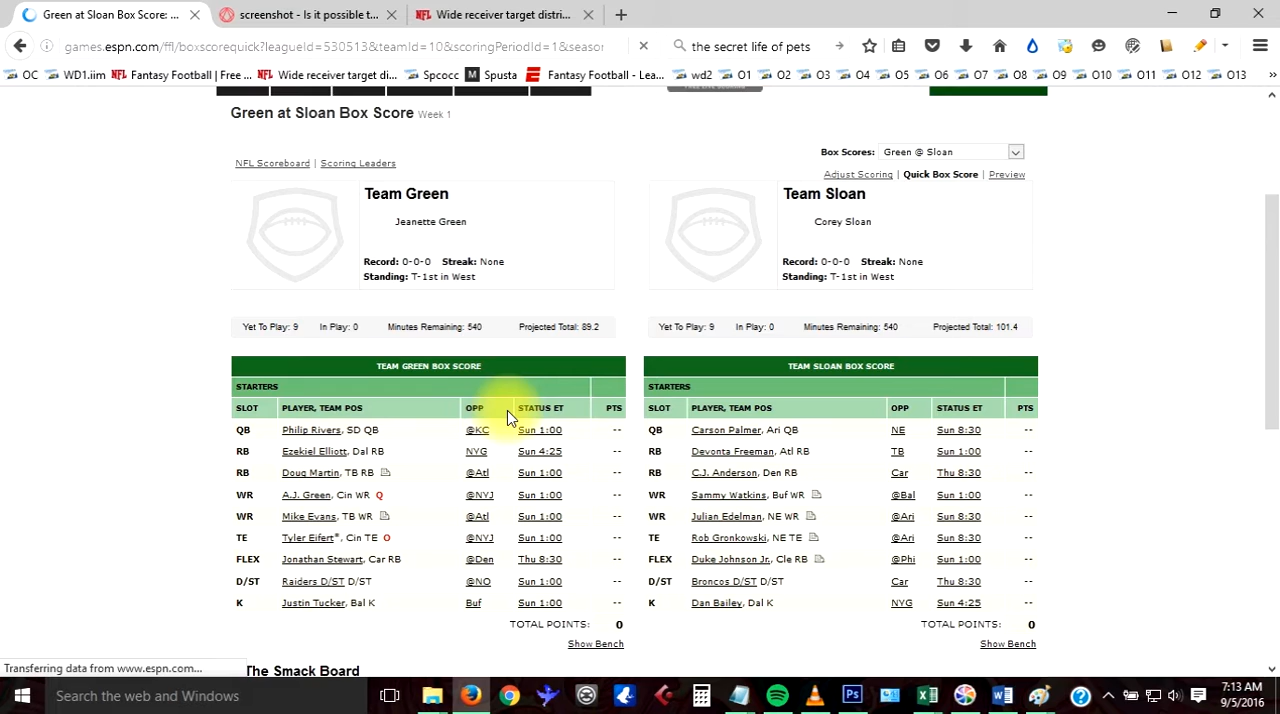 Green at Sloan Box Score: ...
screenshot - Is it possible t...
NFL Wide receiver target distri...
games.espn.com/ffl/boxscorequick?leagueId=530513&teamId=10&scoringPeriodId=1&seaso
the secret life of pets
OC WD1.iim NFL Fantasy Football | Free ... NFL Wide receiver target di... Spcocc M Spusta Fantasy Football - Lea... wd2 O1 O2 O3 O4 O5 O6 O7 O8 O9 O10 O11 O12 O13 »
Green at Sloan Box Score Week 1
Box Scores: Green @ Sloan
NFL Scoreboard | Scoring Leaders
Adjust Scoring | Quick Box Score | Preview
Team Green
Jeanette Green
Record: 0-0-0 Streak: None
Standing: T-1st in West
Team Sloan
Corey Sloan
Record: 0-0-0 Streak: None
Standing: T-1st in West
Yet To Play: 9 In Play: 0 Minutes Remaining: 540 Projected Total: 89.2
Yet To Play: 9 In Play: 0 Minutes Remaining: 540 Projected Total: 101.4
TEAM GREEN BOX SCORE
STARTERS
SLOT PLAYER, TEAM POS OPP STATUS ET PTS
QB Philip Rivers, SD QB @KC Sun 1:00 --
RB Ezekiel Elliott, Dal RB NYG Sun 4:25 --
RB Doug Martin, TB RB @Atl Sun 1:00 --
WR A.J. Green, Cin WR Q @NYJ Sun 1:00 --
WR Mike Evans, TB WR @Atl Sun 1:00 --
TE Tyler Eifert*, Cin TE O @NYJ Sun 1:00 --
FLEX Jonathan Stewart, Car RB @Den Thu 8:30 --
D/ST Raiders D/ST D/ST @NO Sun 1:00 --
K Justin Tucker, Bal K Buf Sun 1:00 --
TOTAL POINTS: 0
Show Bench
TEAM SLOAN BOX SCORE
STARTERS
SLOT PLAYER, TEAM POS OPP STATUS ET PTS
QB Carson Palmer, Ari QB NE Sun 8:30 --
RB Devonta Freeman, Atl RB TB Sun 1:00 --
RB C.J. Anderson, Den RB Car Thu 8:30 --
WR Sammy Watkins, Buf WR @Bal Sun 1:00 --
WR Julian Edelman, NE WR @Ari Sun 8:30 --
TE Rob Gronkowski, NE TE @Ari Sun 8:30 --
FLEX Duke Johnson Jr., Cle RB @Phi Sun 1:00 --
D/ST Broncos D/ST D/ST Car Thu 8:30 --
K Dan Bailey, Dal K NYG Sun 4:25 --
TOTAL POINTS: 0
Show Bench
Transferring data from www.espn.com...
The Smack Board
Search the web and Windows
7:13 AM
9/5/2016